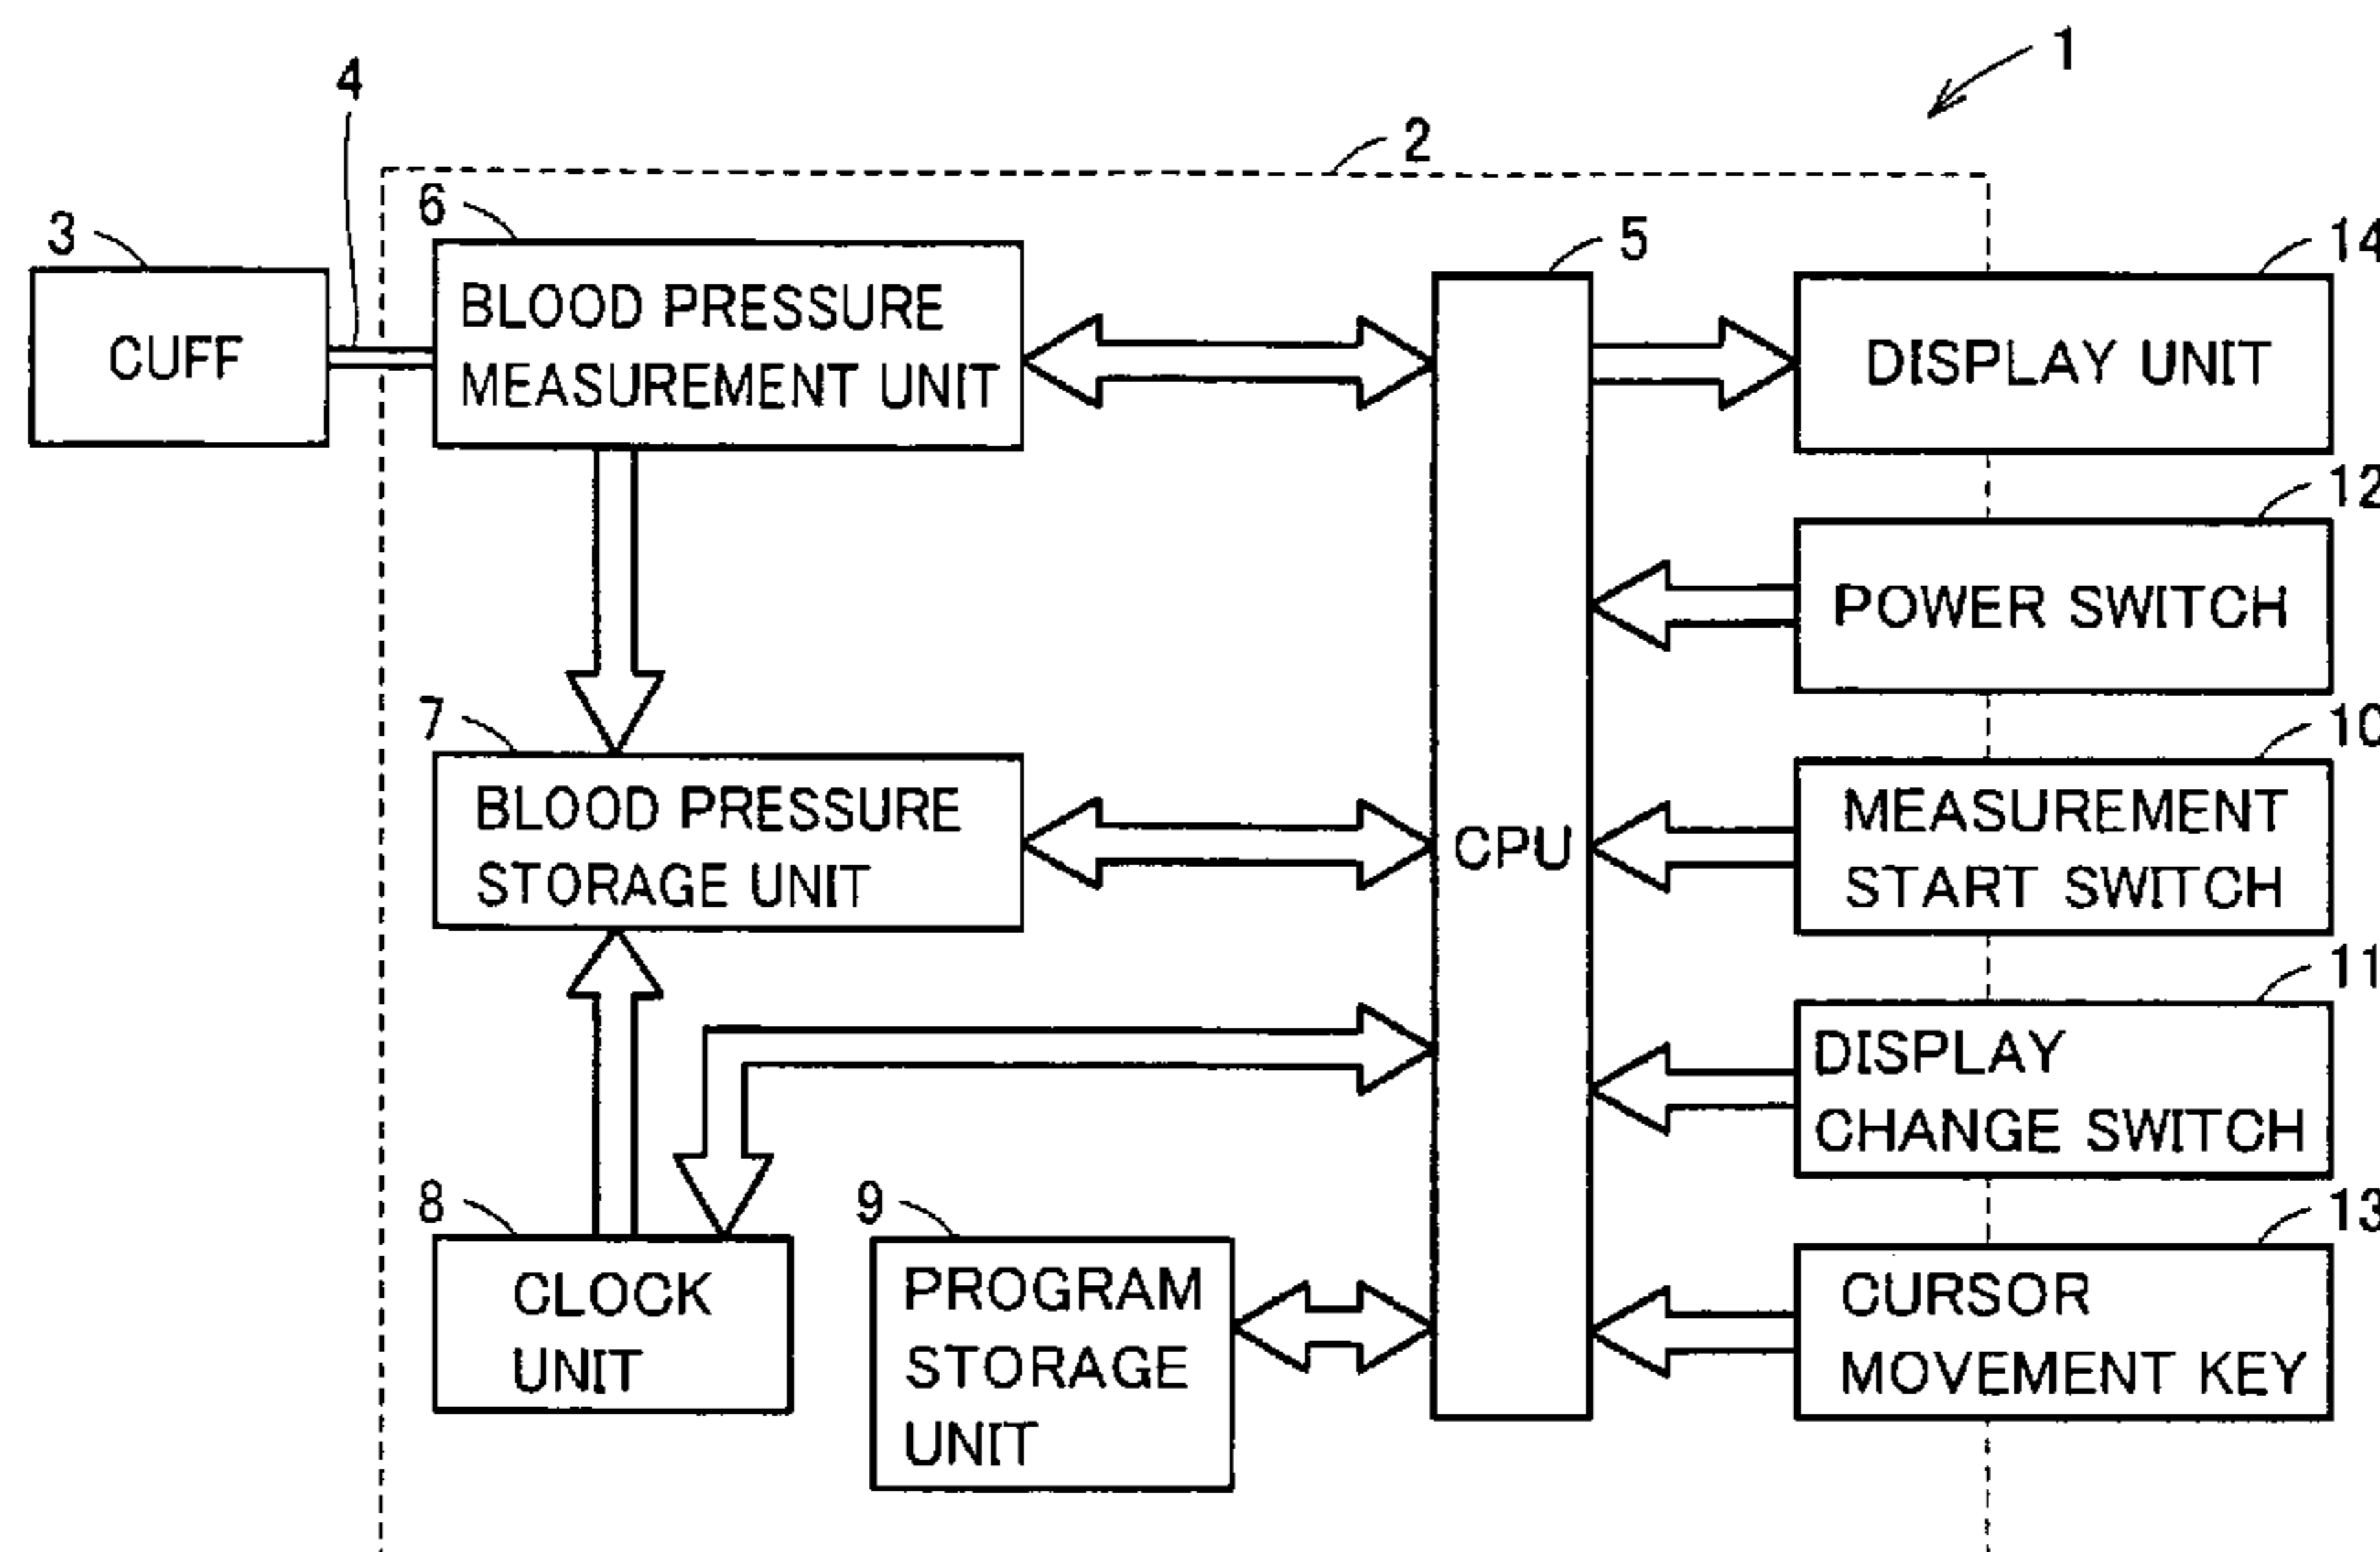 1
4
2
6
3
5
14
CUFF
BLOOD PRESSURE
MEASUREMENT UNIT
DISPLAY UNIT
12
POWER SWITCH
7
10
BLOOD PRESSURE
STORAGE UNIT
CPU
MEASUREMENT
START SWITCH
11
DISPLAY
CHANGE SWITCH
8
9
13
CLOCK
UNIT
PROGRAM
STORAGE
UNIT
CURSOR
MOVEMENT KEY